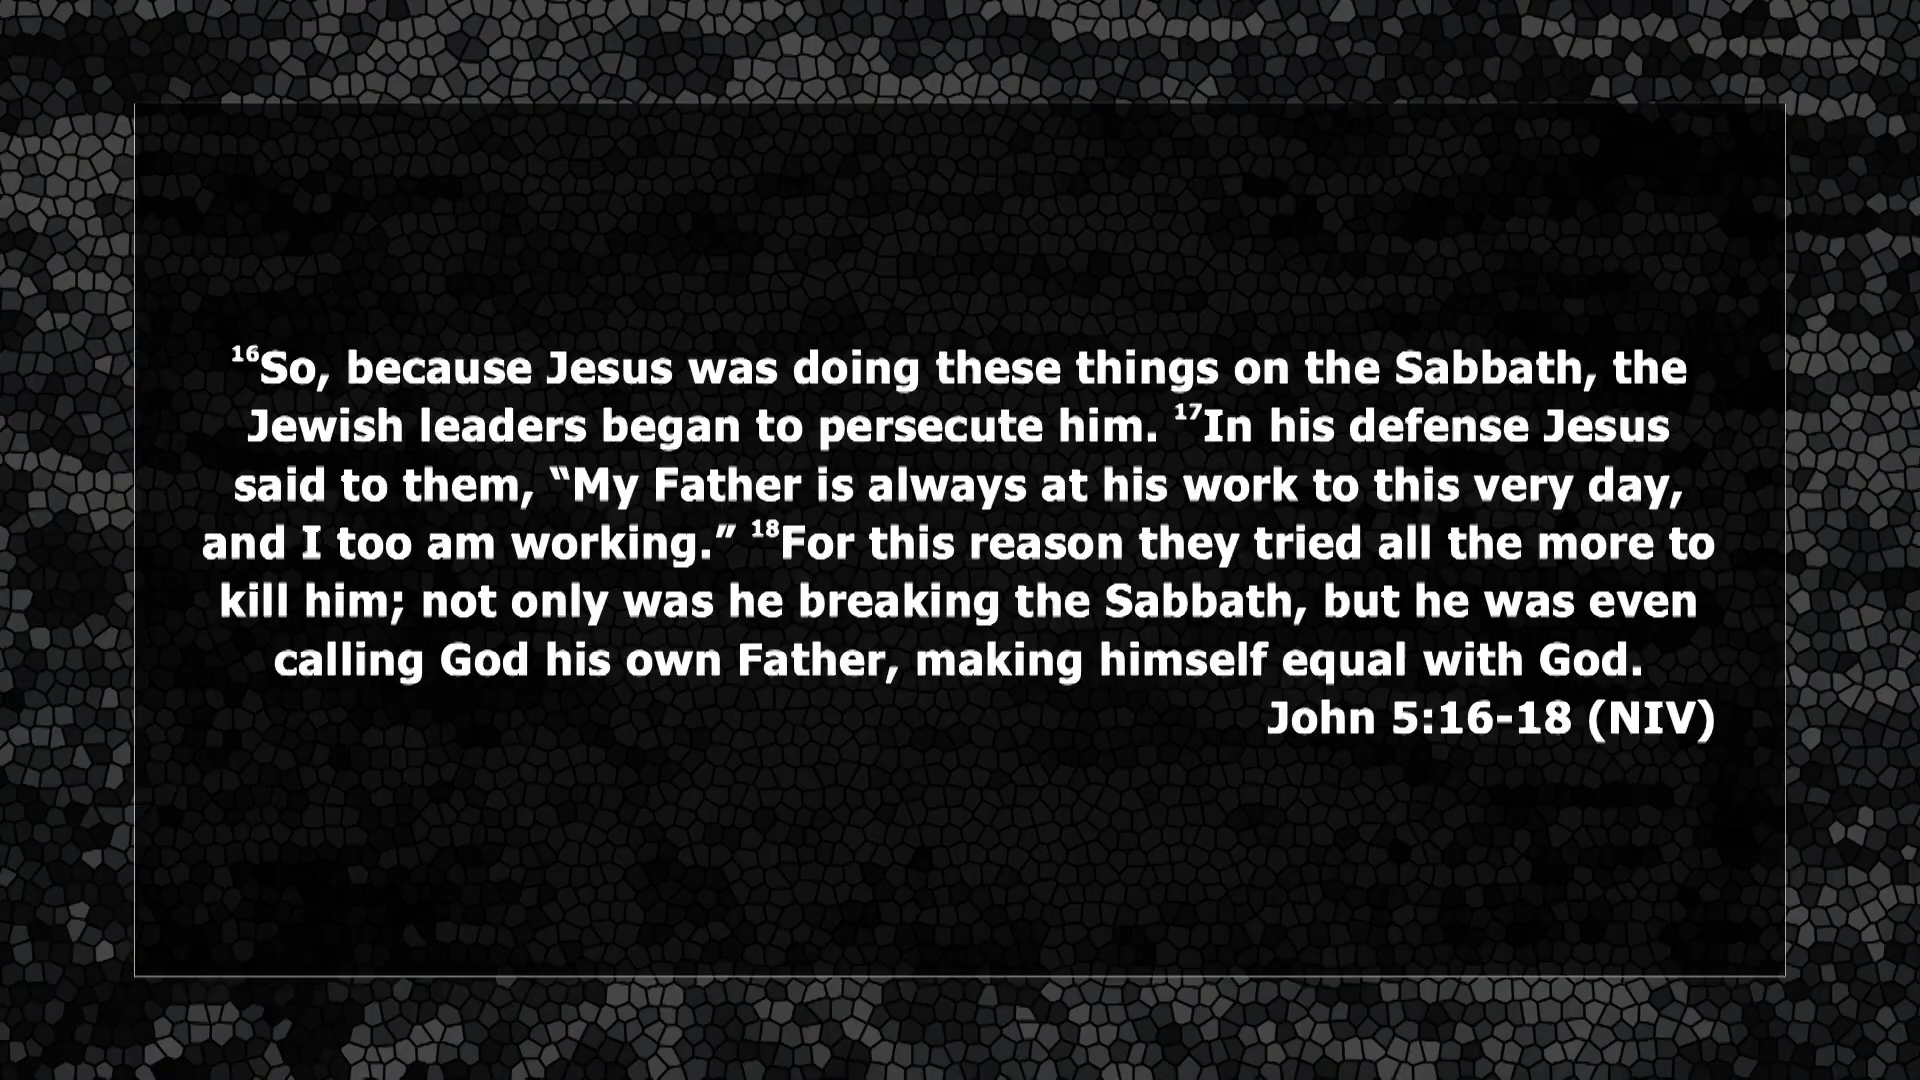 ¹⁶So, because Jesus was doing these things on the Sabbath, the
Jewish leaders began to persecute him. ¹⁷In his defense Jesus
said to them, “My Father is always at his work to this very day,
and I too am working.” ¹⁸For this reason they tried all the more to
kill him; not only was he breaking the Sabbath, but he was even
calling God his own Father, making himself equal with God.
John 5:16-18 (NIV)